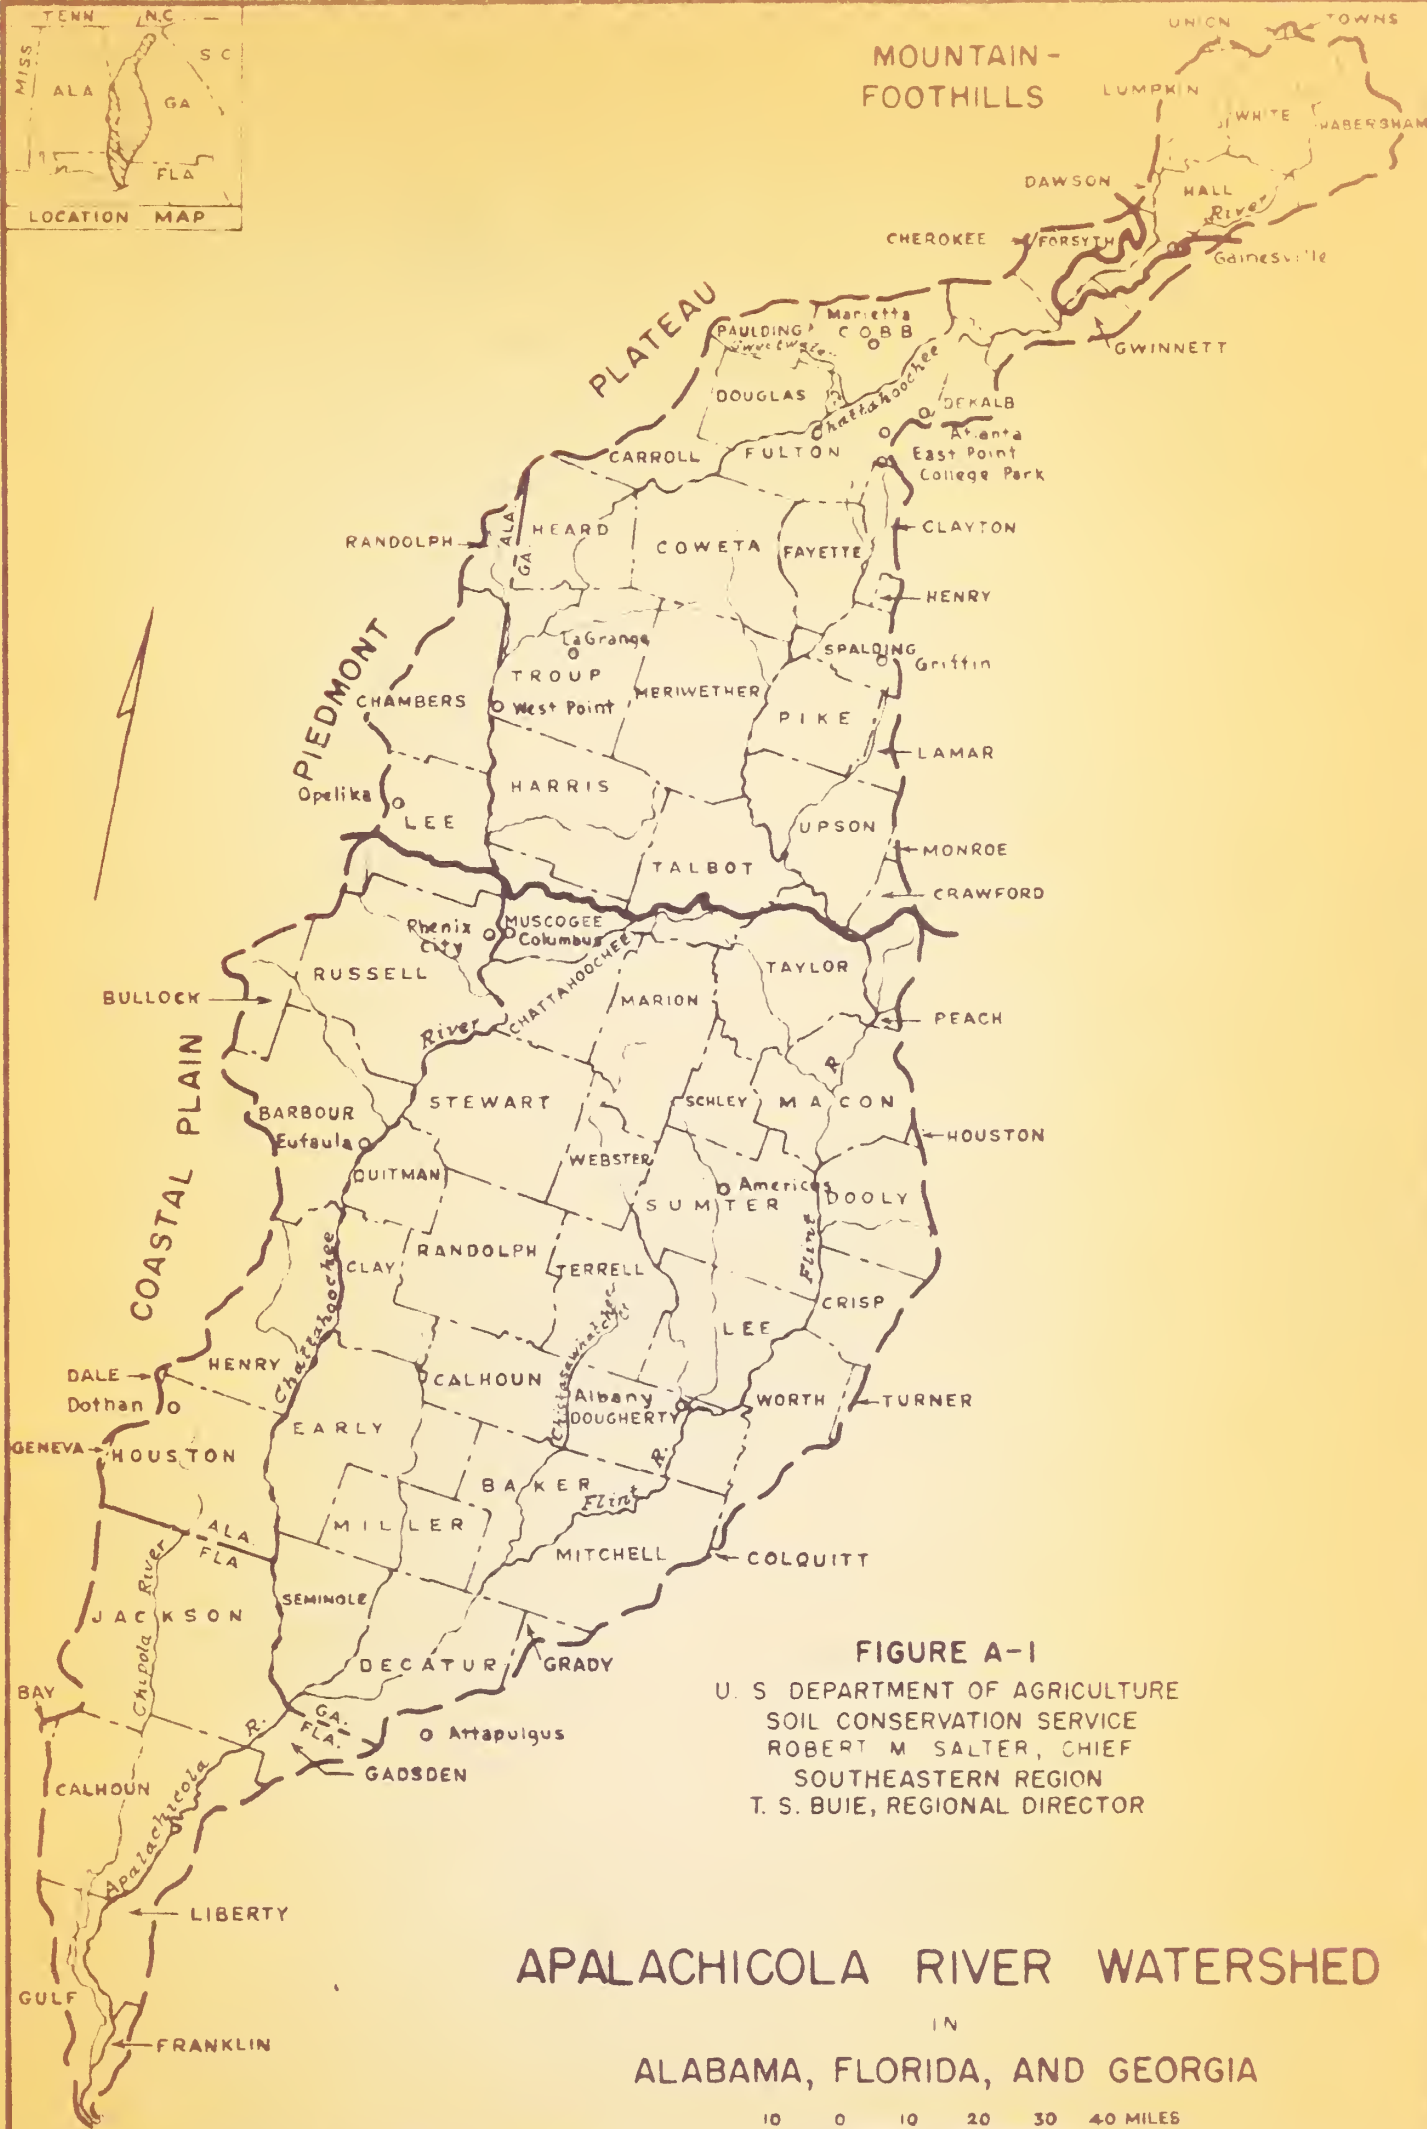 TENN N.C.
MISS.
S C
ALA
GA
FLA
LOCATION MAP
MOUNTAIN-
FOOTHILLS
UNION
TOWNS
LUMPKIN
WHITE
HABERSHAM
DAWSON
HALL
River
CHEROKEE
FORSYTH
Gainesville
GWINNETT
PLATEAU
PAULDING
Sweetwater
Marietta
COBB
DOUGLAS
Chattahoochee
DEKALB
Atlanta
East Point
College Park
CARROLL
FULTON
RANDOLPH
ALA.
GA.
HEARD
COWETA
FAYETTE
CLAYTON
HENRY
PIEDMONT
LaGrange
TROUP
SPALDING
Griffin
CHAMBERS
West Point
MERIWETHER
PIKE
LAMAR
Opelika
LEE
HARRIS
UPSON
TALBOT
MONROE
CRAWFORD
Phenix
City
MUSCOGEE
Columbus
CHATTAHOOCHEE
RUSSELL
TAYLOR
BULLOCK
MARION
River
PEACH
R
COASTAL PLAIN
BARBOUR
Eufaula
STEWART
SCHLEY
MACON
HOUSTON
QUITMAN
WEBSTER
Americus
SUMTER
DOOLY
Flint
Chattahoochee
CLAY
RANDOLPH
TERRELL
CRISP
LEE
HENRY
DALE
Dothan
CALHOUN
Albany
DOUGHERTY
WORTH
TURNER
EARLY
GENEVA
HOUSTON
BAKER
Flint R.
MILLER
MITCHELL
COLQUITT
ALA.
FLA
JACKSON
Chipola River
SEMINOLE
DECATUR
GRADY
BAY
GA.
FLA.
Attapulgus
GADSDEN
CALHOUN
Apalachicola R.
LIBERTY
GULF
FRANKLIN
FIGURE A-1
U. S DEPARTMENT OF AGRICULTURE
SOIL CONSERVATION SERVICE
ROBERT M SALTER, CHIEF
SOUTHEASTERN REGION
T. S. BUIE, REGIONAL DIRECTOR
APALACHICOLA RIVER WATERSHED
IN
ALABAMA, FLORIDA, AND GEORGIA
10 0 10 20 30 40 MILES